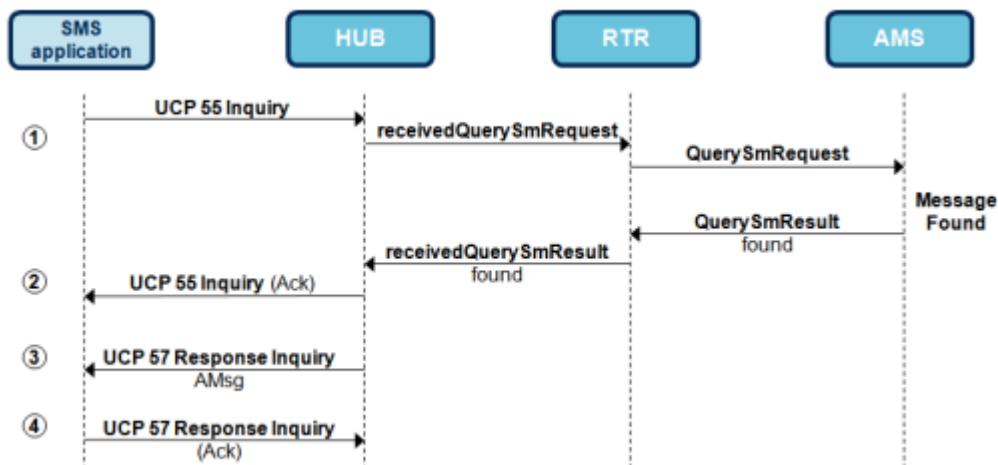 SMS
application
HUB
RTR
AMS
UCP 55 Inquiry
①
receivedQuerySmRequest
QuerySmRequest
Message
Found
QuerySmResult
found
receivedQuerySmResult
found
②
UCP 55 Inquiry (Ack)
③
UCP 57 Response Inquiry
AMsg
④
UCP 57 Response Inquiry
(Ack)